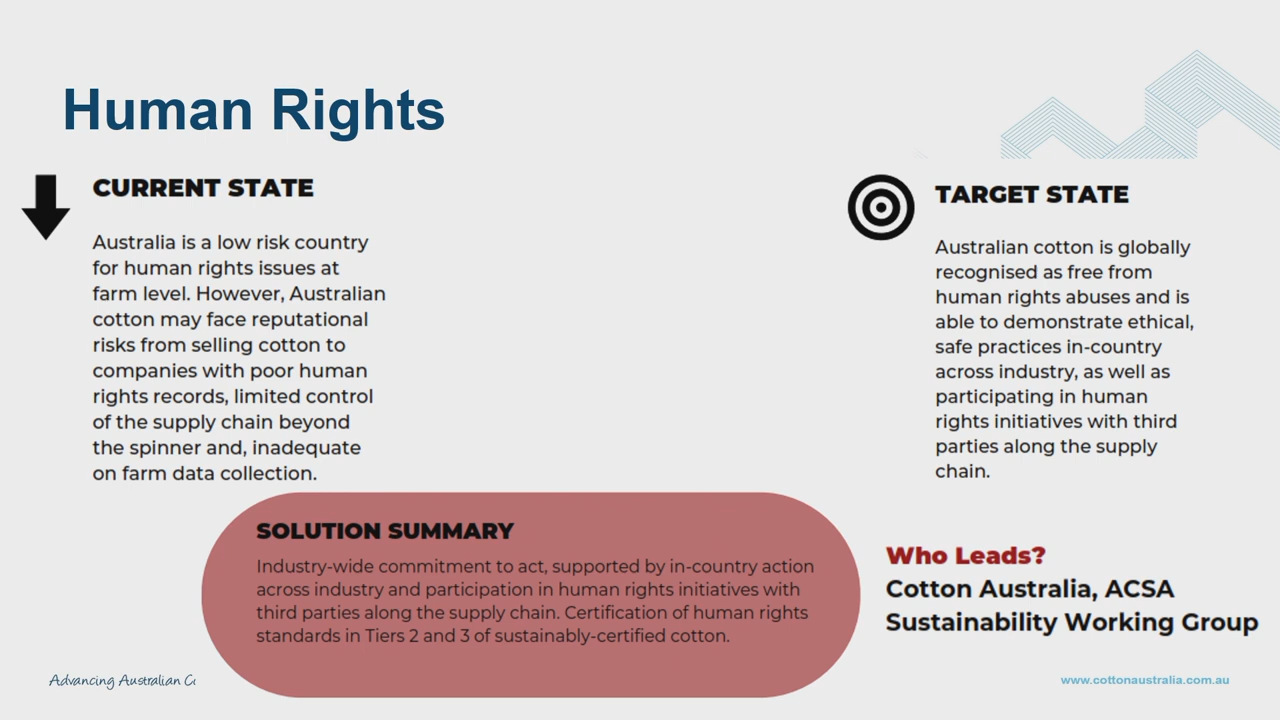 Human Rights
CURRENT STATE
Australia is a low risk country
for human rights issues at
farm level. However, Australian
cotton may face reputational
risks from selling cotton to
companies with poor human
rights records, limited control
of the supply chain beyond
the spinner and, inadequate
on farm data collection.
TARGET STATE
Australian cotton is globally
recognised as free from
human rights abuses and is
able to demonstrate ethical,
safe practices in-country
across industry, as well as
participating in human
rights initiatives with third
parties along the supply
chain.
SOLUTION SUMMARY
Industry-wide commitment to act, supported by in-country action
across industry and participation in human rights initiatives with
third parties along the supply chain. Certification of human rights
standards in Tiers 2 and 3 of sustainably-certified cotton.
Who Leads?
Cotton Australia, ACSA
Sustainability Working Group
Advancing Australian
www.cottonaustralia.com.au